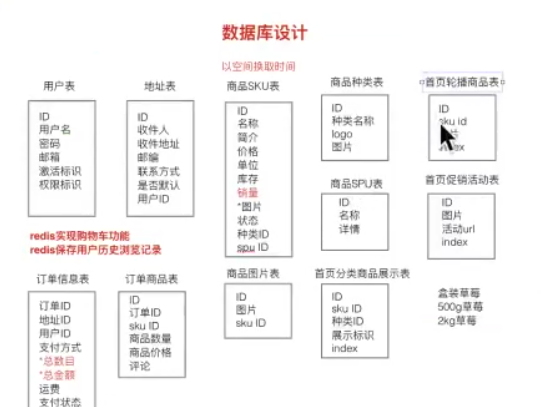 数据库设计
以空间换取时间
用户表
ID
用户名
密码
邮箱
激活标识
权限标识
地址表
ID
收件人
收件地址
邮编
联系方式
是否默认
用户ID
商品SKU表
ID
名称
简介
价格
单位
库存
销量
*图片
状态
种类ID
spu ID
商品种类表
ID
种类名称
logo
图片
首页轮播商品表
ID
sku id
商品SPU表
ID
名称
详情
首页促销活动表
ID
图片
活动url
index
redis实现购物车功能
redis保存用户历史浏览记录
订单信息表
订单ID
地址ID
用户ID
支付方式
*总数目
*总金额
运费
支付状态
订单商品表
ID
订单ID
sku ID
商品数量
商品价格
评论
商品图片表
ID
图片
sku ID
首页分类商品展示表
ID
sku ID
种类ID
展示标识
index
盒装草莓
500g草莓
2kg草莓